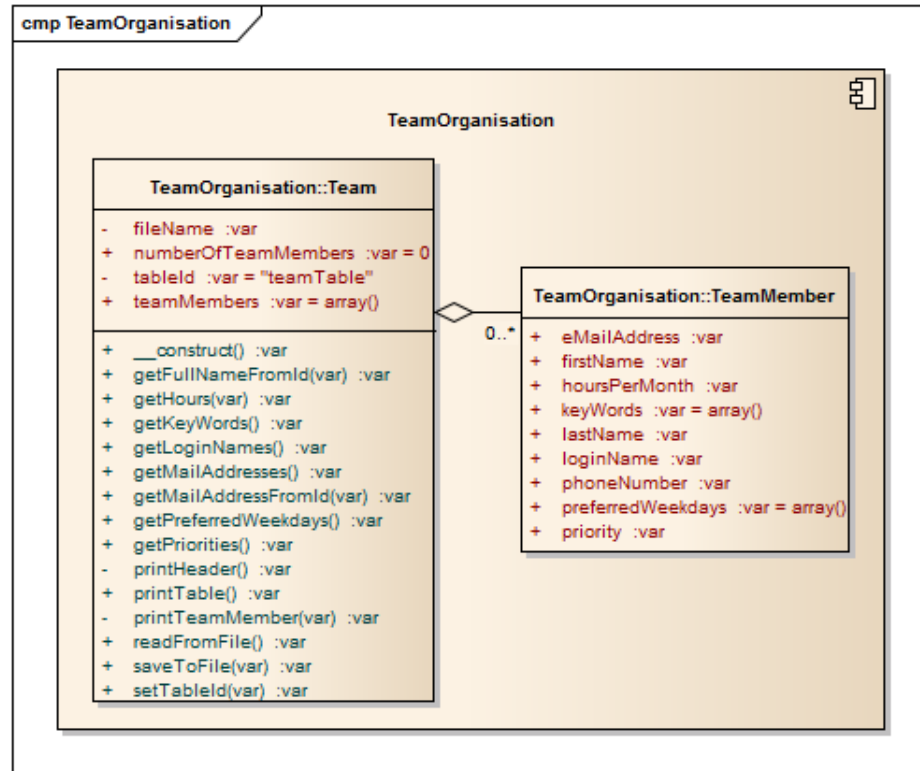 cmp TeamOrganisation
TeamOrganisation
TeamOrganisation::Team
- fileName :var
+ numberOfTeamMembers :var = 0
- tableId :var = "teamTable"
+ teamMembers :var = array()
+ __construct() :var
+ getFullNameFromId(var) :var
+ getHours(var) :var
+ getKeyWords() :var
+ getLoginNames() :var
+ getMailAddresses() :var
+ getMailAddressFromId(var) :var
+ getPreferredWeekdays() :var
+ getPriorities() :var
- printHeader() :var
+ printTable() :var
- printTeamMember(var) :var
+ readFromFile() :var
+ saveToFile(var) :var
+ setTableId(var) :var
0..*
TeamOrganisation::TeamMember
+ eMailAddress :var
+ firstName :var
+ hoursPerMonth :var
+ keyWords :var = array()
+ lastName :var
+ loginName :var
+ phoneNumber :var
+ preferredWeekdays :var = array()
+ priority :var